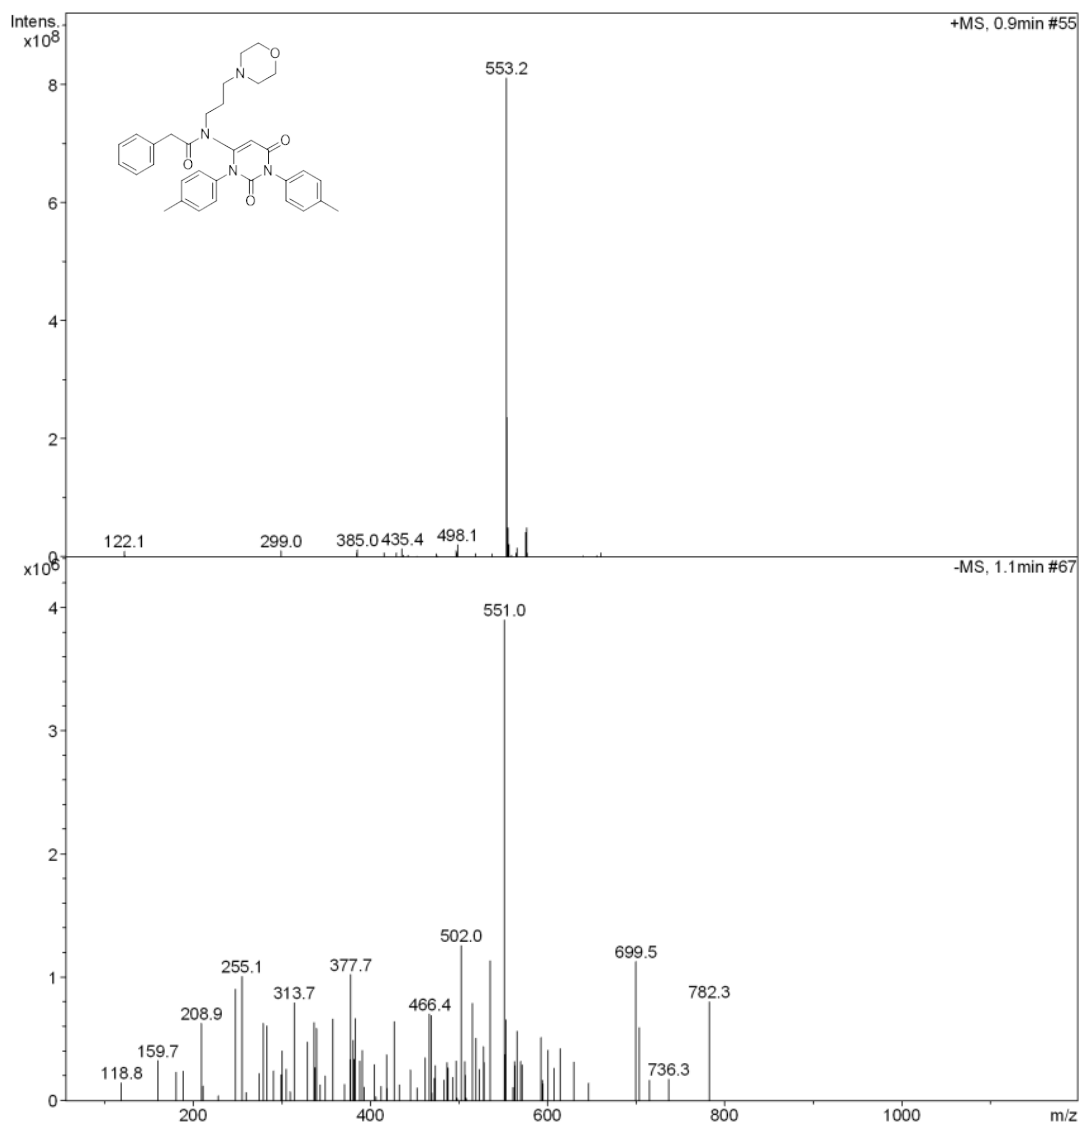 Intens.
x10^8
+MS, 0.9min #55
553.2
8
6
4
2
0
122.1 299.0 385.0 435.4 498.1
N O
N
O
N N O
O
x10^6
-MS, 1.1min #67
551.0
4
3
2
1
0
118.8 159.7 208.9 255.1 313.7 377.7 466.4 502.0 699.5 736.3 782.3
200 400 600 800 1000 m/z